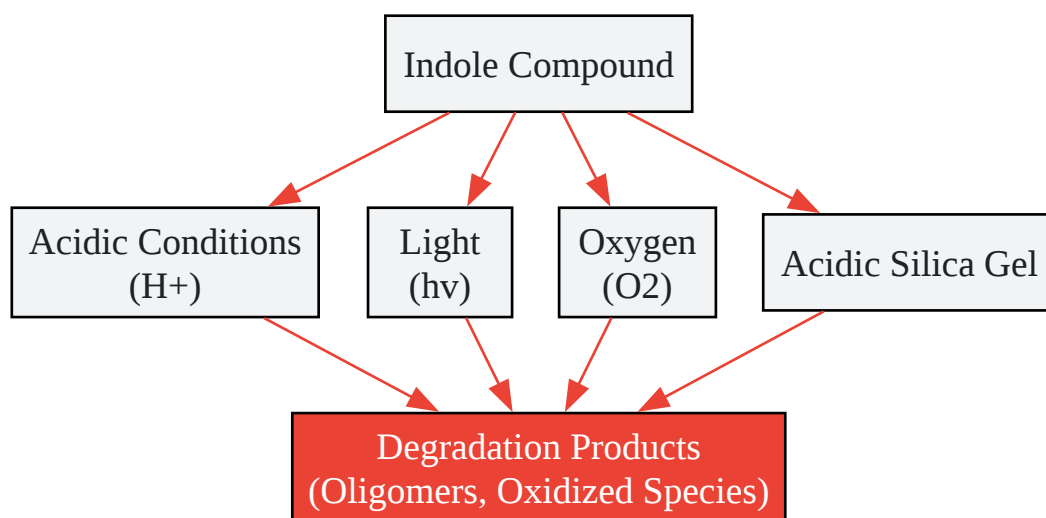 Indole Compound
Acidic Conditions
(H+)
Light
(hv)
Oxygen
(O2)
Acidic Silica Gel
Degradation Products
(Oligomers, Oxidized Species)